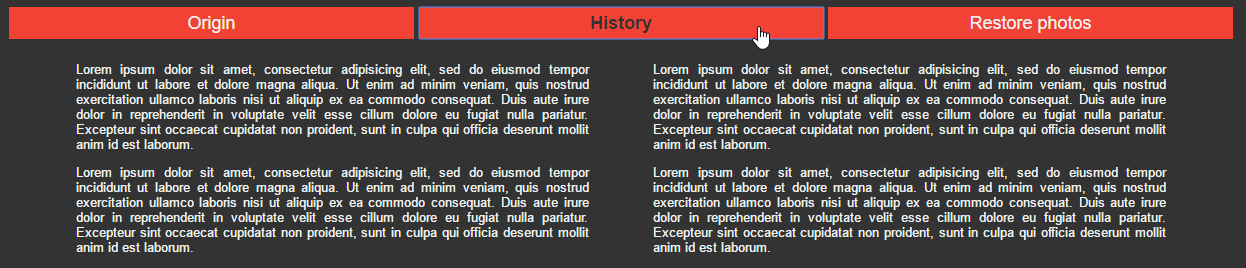 Origin
History
Restore photos
Lorem ipsum dolor sit amet, consectetur adipisicing elit, sed do eiusmod tempor
incididunt ut labore et dolore magna aliqua. Ut enim ad minim veniam, quis nostrud
exercitation ullamco laboris nisi ut aliquip ex ea commodo consequat. Duis aute irure
dolor in reprehenderit in voluptate velit esse cillum dolore eu fugiat nulla pariatur.
Excepteur sint occaecat cupidatat non proident, sunt in culpa qui officia deserunt mollit
anim id est laborum.
Lorem ipsum dolor sit amet, consectetur adipisicing elit, sed do eiusmod tempor
incididunt ut labore et dolore magna aliqua. Ut enim ad minim veniam, quis nostrud
exercitation ullamco laboris nisi ut aliquip ex ea commodo consequat. Duis aute irure
dolor in reprehenderit in voluptate velit esse cillum dolore eu fugiat nulla pariatur.
Excepteur sint occaecat cupidatat non proident, sunt in culpa qui officia deserunt mollit
anim id est laborum.
Lorem ipsum dolor sit amet, consectetur adipisicing elit, sed do eiusmod tempor
incididunt ut labore et dolore magna aliqua. Ut enim ad minim veniam, quis nostrud
exercitation ullamco laboris nisi ut aliquip ex ea commodo consequat. Duis aute irure
dolor in reprehenderit in voluptate velit esse cillum dolore eu fugiat nulla pariatur.
Excepteur sint occaecat cupidatat non proident, sunt in culpa qui officia deserunt mollit
anim id est laborum.
Lorem ipsum dolor sit amet, consectetur adipisicing elit, sed do eiusmod tempor
incididunt ut labore et dolore magna aliqua. Ut enim ad minim veniam, quis nostrud
exercitation ullamco laboris nisi ut aliquip ex ea commodo consequat. Duis aute irure
dolor in reprehenderit in voluptate velit esse cillum dolore eu fugiat nulla pariatur.
Excepteur sint occaecat cupidatat non proident, sunt in culpa qui officia deserunt mollit
anim id est laborum.